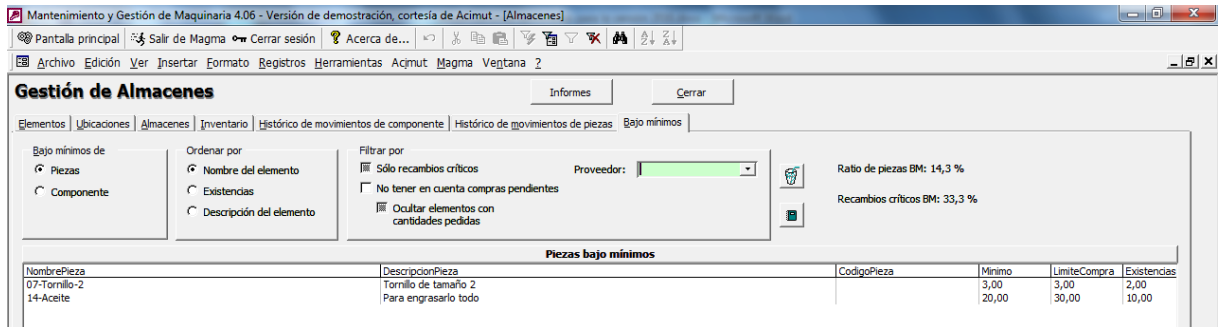 Mantenimiento y Gestión de Maquinaria 4.06 - Versión de demostración, cortesía de Acimut - [Almacenes]
Pantalla principal Salir de Magma Cerrar sesión Acerca de...
Archivo Edición Ver Insertar Formato Registros Herramientas Acimut Magma Ventana ?
Gestión de Almacenes Informes Cerrar
Elementos Ubicaciones Almacenes Inventario Histórico de movimientos de componente Histórico de movimientos de piezas Bajo mínimos
Bajo mínimos de Ordenar por Filtrar por
Piezas Nombre del elemento Sólo recambios críticos Proveedor: Ratio de piezas BM: 14,3 %
Componente Existencias No tener en cuenta compras pendientes
Recambios críticos BM: 33,3 %
Descripción del elemento Ocultar elementos con
cantidades pedidas
Piezas bajo mínimos
NombrePieza DescripcionPieza CodigoPieza Minimo LimiteCompra Existencias
07-Tornillo-2 Tornillo de tamaño 2 3,00 3,00 2,00
14-Aceite Para engrasarlo todo 20,00 30,00 10,00